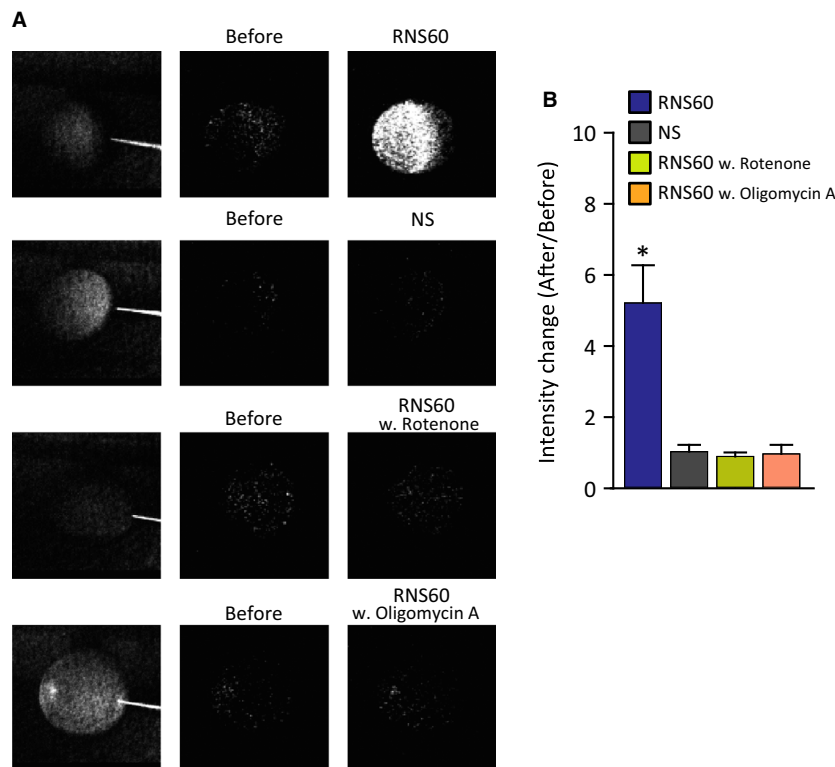 A
Before
RNS60
Before
NS
Before
RNS60
w. Rotenone
Before
RNS60
w. Oligomycin A
B
RNS60
NS
RNS60 w. Rotenone
RNS60 w. Oligomycin A
Intensity change (After/Before)
10
8
6
4
2
0
*